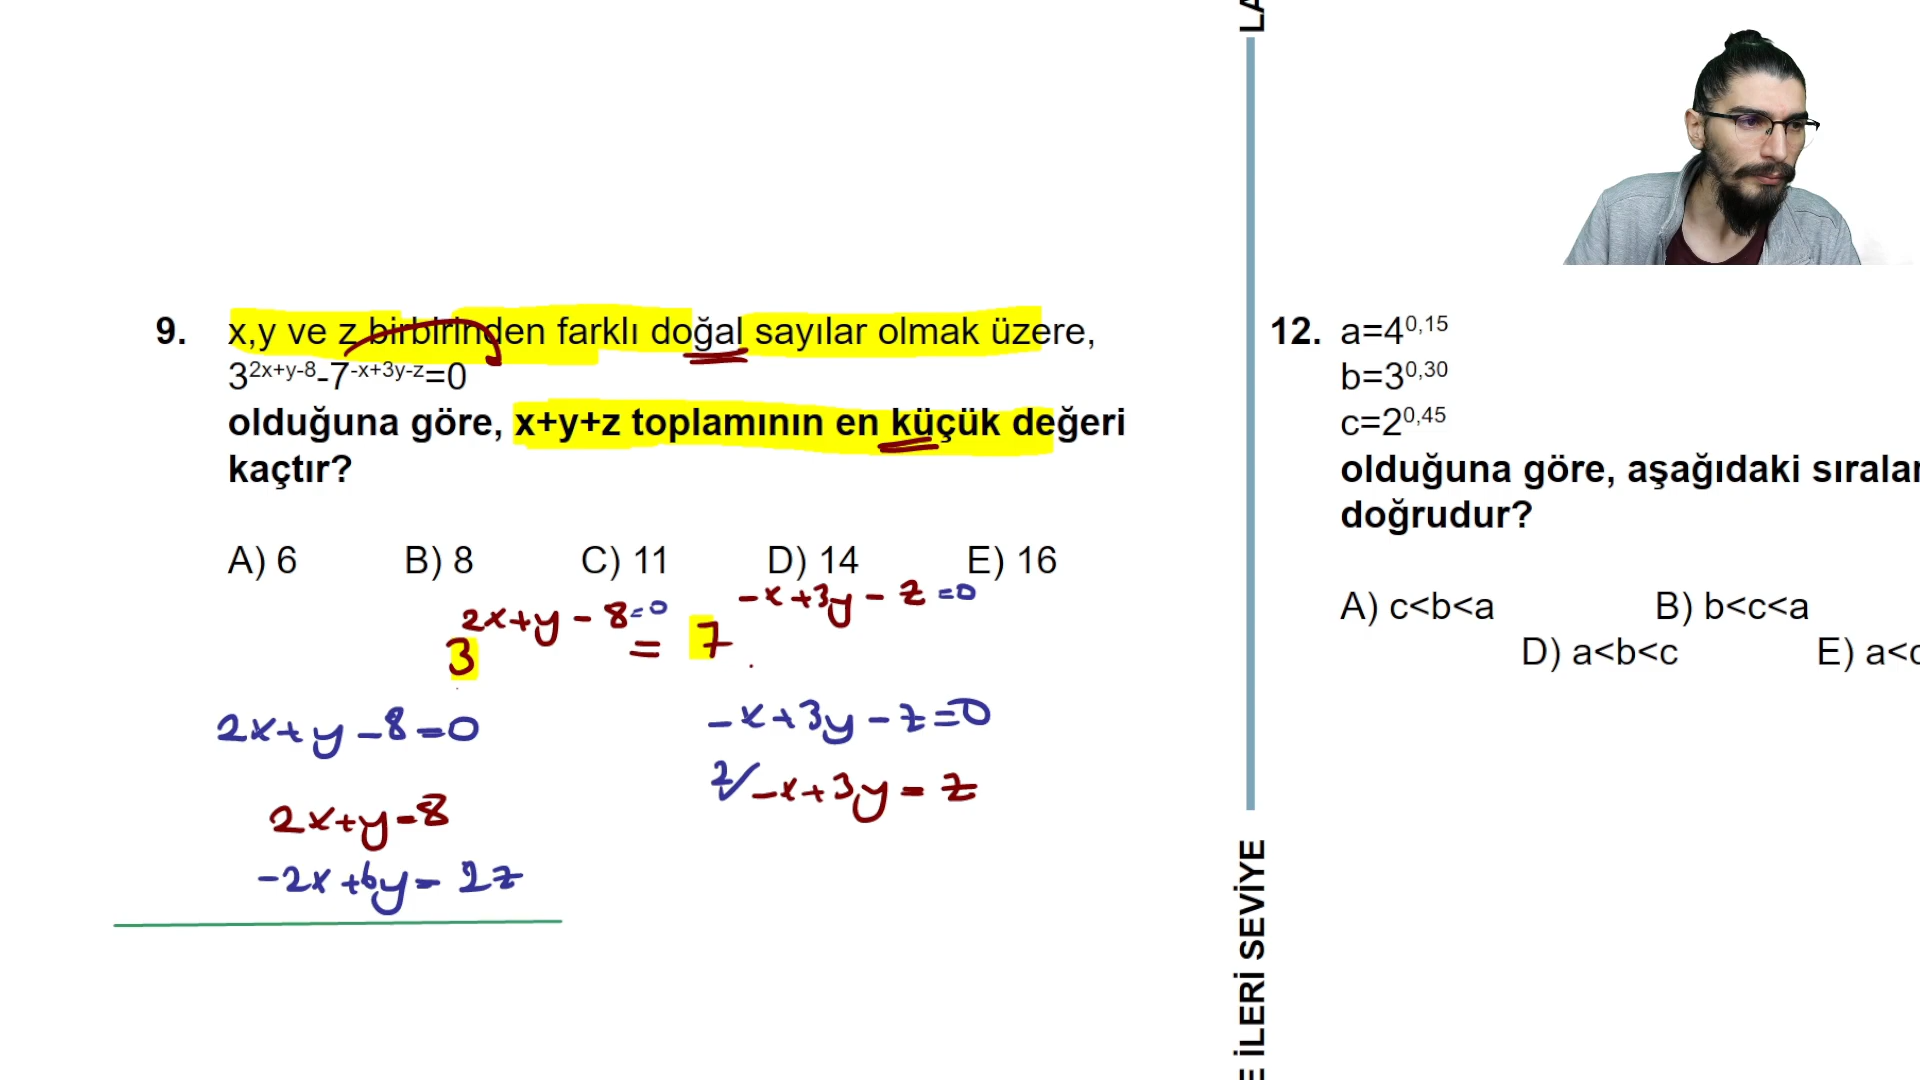 LA
9. x,y ve z birbirinden farklı doğal sayılar olmak üzere,
3^{2x+y-8}-7^{-x+3y-z}=0
olduğuna göre, x+y+z toplamının en küçük değeri
kaçtır?
A) 6 B) 8 C) 11 D) 14 E) 16
3^{2x+y-8=0} = 7^{-x+3y-z=0}
2x+y-8=0
2x+y=8
-2x+6y=2z
-x+3y-z=0
2/ -x+3y=z
12. a=4^{0,15}
b=3^{0,30}
c=2^{0,45}
olduğuna göre, aşağıdaki
doğrudur?
A) c<b<a B) b<c<a
D) a<b<c E) a<c
E İLERİ SEVİYE